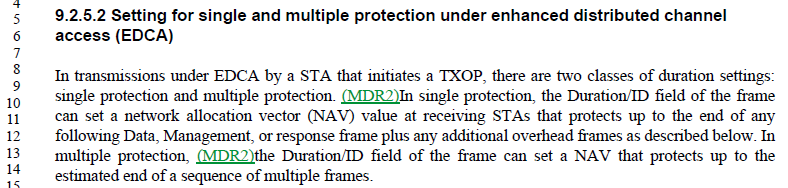 4
5 9.2.5.2 Setting for single and multiple protection under enhanced distributed channel
6 access (EDCA)
7
8 In transmissions under EDCA by a STA that initiates a TXOP, there are two classes of duration settings:
9 single protection and multiple protection. (MDR2)In single protection, the Duration/ID field of the frame
10 can set a network allocation vector (NAV) value at receiving STAs that protects up to the end of any
11 following Data, Management, or response frame plus any additional overhead frames as described below. In
12 multiple protection, (MDR2)the Duration/ID field of the frame can set a NAV that protects up to the
13 estimated end of a sequence of multiple frames.
14
15